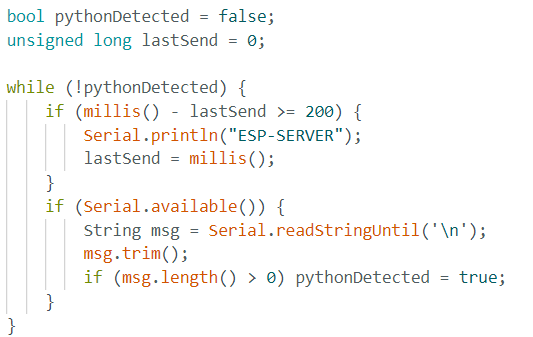 bool pythonDetected = false;
unsigned long lastSend = 0;
while (!pythonDetected) {
if (millis() - lastSend >= 200) {
Serial.println("ESP-SERVER");
lastSend = millis();
}
if (Serial.available()) {
String msg = Serial.readStringUntil('\n');
msg.trim();
if (msg.length() > 0) pythonDetected = true;
}
}